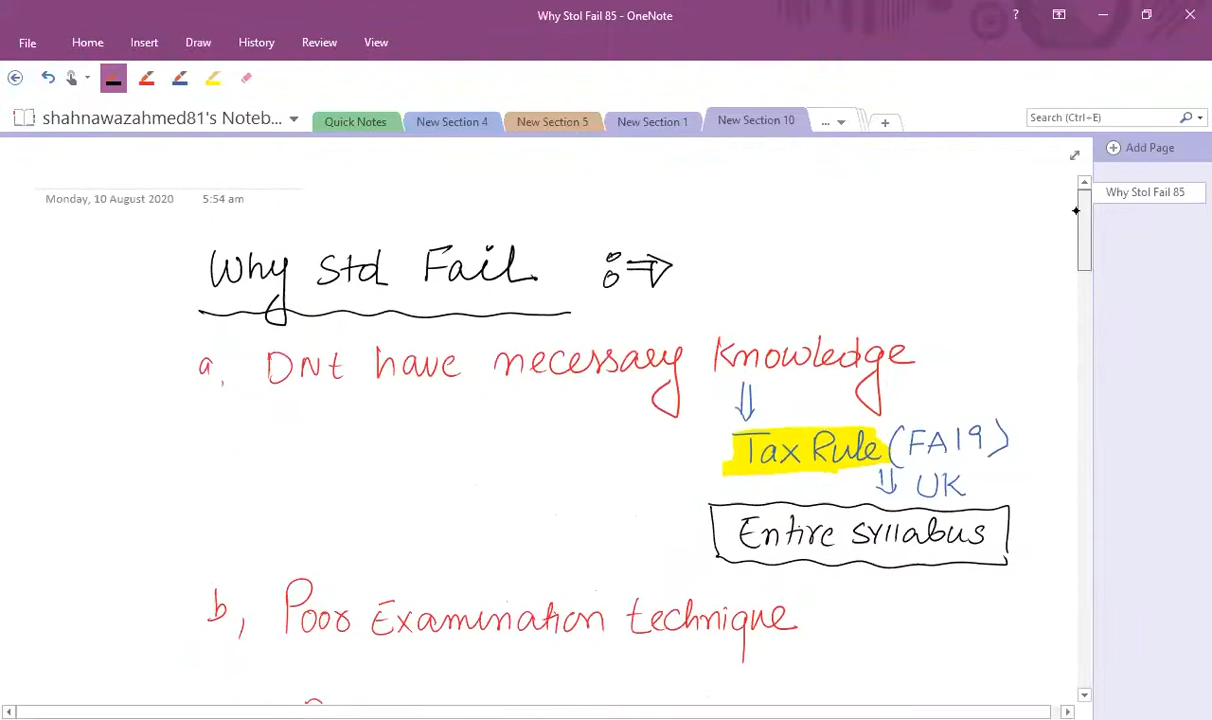 Why Stol Fail 85 - OneNote
?
File Home Insert Draw History Review View
shahnawazahmed81's Noteb...
Quick Notes
New Section 4
New Section 5
New Section 1
New Section 10
...
Search (Ctrl+E)
Add Page
Why Stol Fail 85
Monday, 10 August 2020 5:54 am
Why Std Fail :⇒
a, DNt have necessary Knowledge
⇓
Tax Rule (FA19)
⇓ UK
Entire syllabus
b, Poor Examination technique